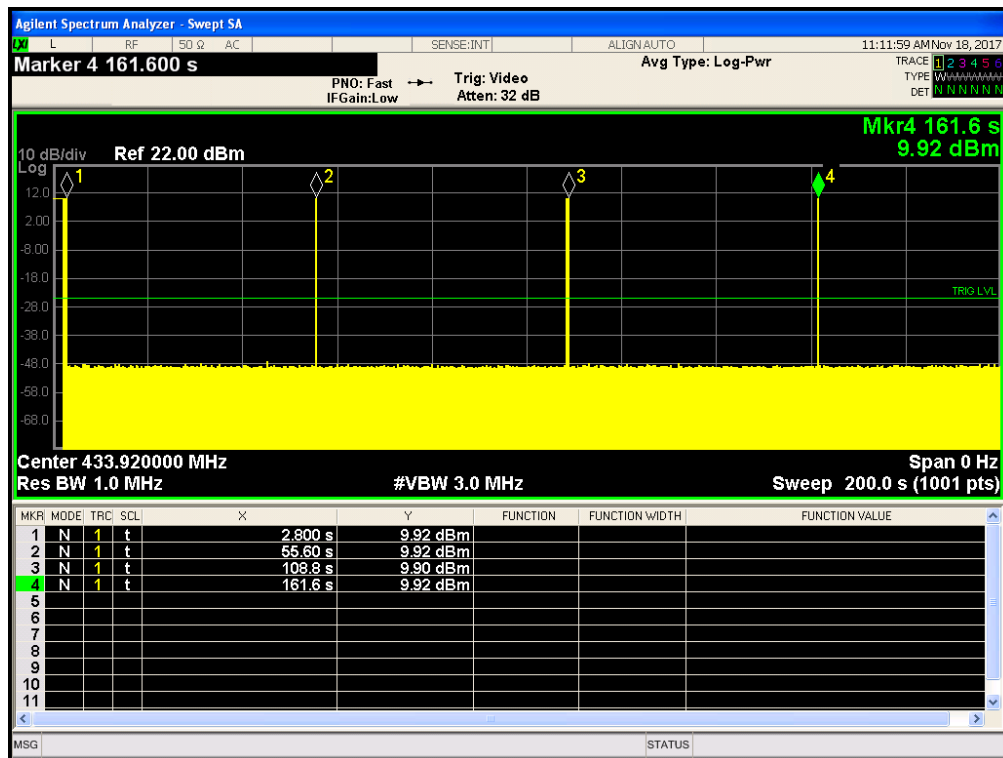 Agilent Spectrum Analyzer - Swept SA
LXI L RF 50 Ω AC SENSE:INT ALIGN AUTO 11:11:59 AM Nov 18, 2017
Marker 4 161.600 s
PNO: Fast
IFGain:Low
Trig: Video
Atten: 32 dB
Avg Type: Log-Pwr
TRACE 1 2 3 4 5 6
TYPE
DET N N N N N N
Mkr4 161.6 s
9.92 dBm
10 dB/div Ref 22.00 dBm
Log
1 2 3 4
12.0
2.00
-8.00
-18.0
TRIG LVL
-28.0
-38.0
-48.0
-58.0
-68.0
Center 433.920000 MHz Span 0 Hz
Res BW 1.0 MHz #VBW 3.0 MHz Sweep 200.0 s (1001 pts)
MKR MODE TRC SCL X Y FUNCTION FUNCTION WIDTH FUNCTION VALUE
1 N 1 t 2.800 s 9.92 dBm
2 N 1 t 55.60 s 9.92 dBm
3 N 1 t 108.8 s 9.90 dBm
4 N 1 t 161.6 s 9.92 dBm
5
6
7
8
9
10
11
MSG STATUS